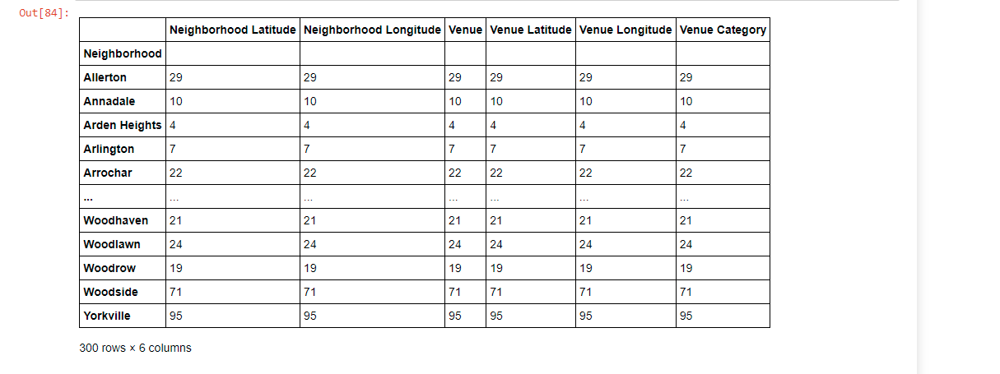 Out[84]:
Neighborhood Latitude Neighborhood Longitude Venue Venue Latitude Venue Longitude Venue Category
Neighborhood
Allerton 29 29 29 29 29 29
Annadale 10 10 10 10 10 10
Arden Heights 4 4 4 4 4 4
Arlington 7 7 7 7 7 7
Arrochar 22 22 22 22 22 22
... ... ... ... ... ... ...
Woodhaven 21 21 21 21 21 21
Woodlawn 24 24 24 24 24 24
Woodrow 19 19 19 19 19 19
Woodside 71 71 71 71 71 71
Yorkville 95 95 95 95 95 95
300 rows × 6 columns